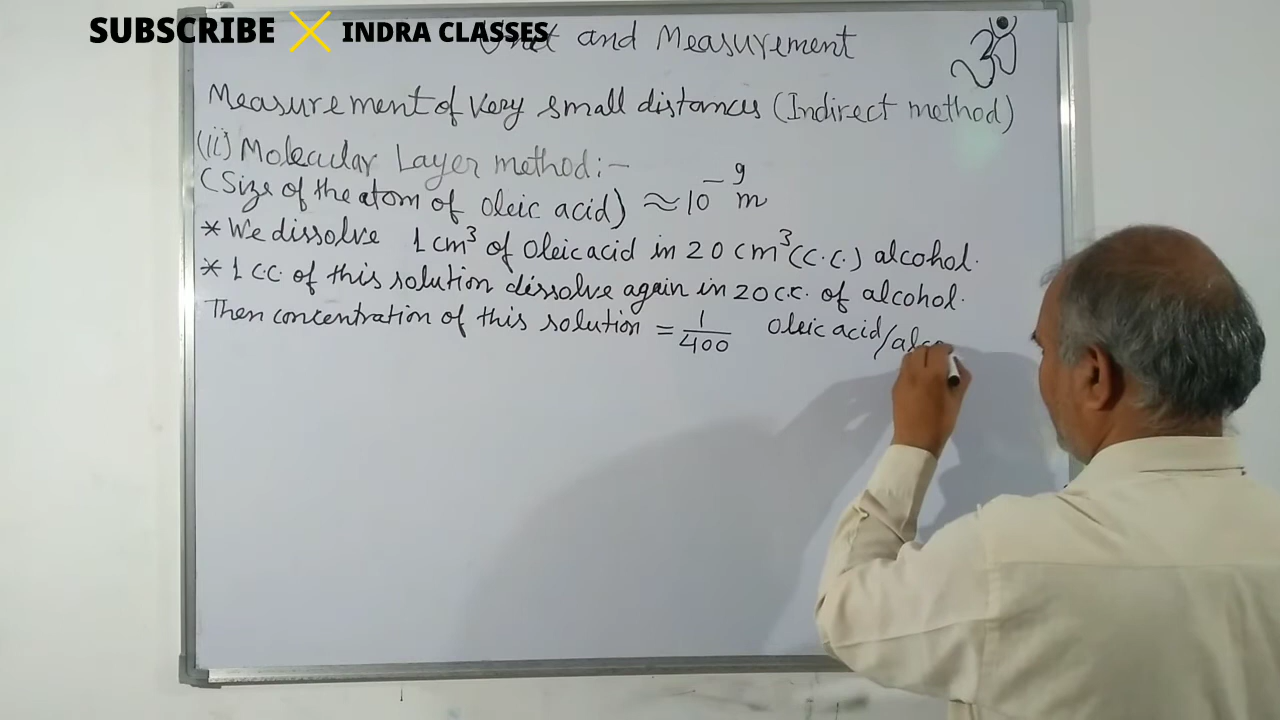 SUBSCRIBE INDRA CLASSES
Unit and Measurement
ॐ
Measurement of Very small distances (Indirect method)
(ii) Molecular Layer method:-
(Size of the atom of oleic acid) ≈ 10⁻⁹ m
* We dissolve 1 cm³ of oleic acid in 20 cm³ (c.c.) alcohol.
* 1 c.c. of this solution dissolve again in 20 c.c. of alcohol.
Then concentration of this solution = 1/400 oleic acid/alco